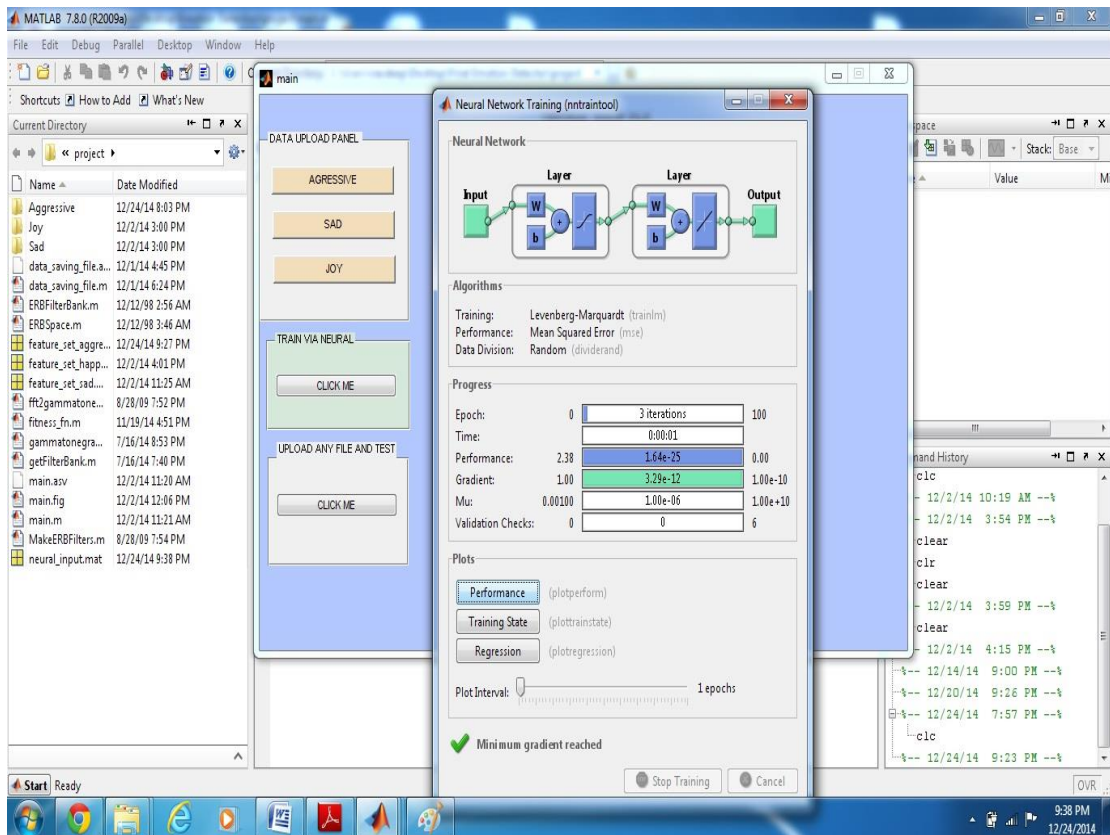 MATLAB 7.8.0 (R2009a)
File Edit Debug Parallel Desktop Window Help
Shortcuts How to Add What's New
Current Directory
« project
Name Date Modified
Aggressive 12/24/14 8:03 PM
Joy 12/2/14 3:00 PM
Sad 12/2/14 3:00 PM
data_saving_file.a... 12/1/14 4:45 PM
data_saving_file.m 12/1/14 6:24 PM
ERBFilterBank.m 12/12/98 2:56 AM
ERBSpace.m 12/12/98 3:46 AM
feature_set_aggre... 12/24/14 9:27 PM
feature_set_happ... 12/2/14 4:01 PM
feature_set_sad.... 12/2/14 11:25 AM
fft2gammatone... 8/28/09 7:52 PM
fitness_fn.m 11/19/14 4:51 PM
gammatonegra... 7/16/14 8:53 PM
getFilterBank.m 7/16/14 7:40 PM
main.asv 12/2/14 11:20 AM
main.fig 12/2/14 12:06 PM
main.m 12/2/14 11:21 AM
MakeERBFilters.m 8/28/09 7:54 PM
neural_input.mat 12/24/14 9:38 PM
main
DATA UPLOAD PANEL
AGRESSIVE
SAD
JOY
TRAIN VIA NEURAL
CLICK ME
UPLOAD ANY FILE AND TEST
CLICK ME
Neural Network Training (nntraintool)
Neural Network
Layer Layer
Input Output
W W
b b
Algorithms
Training: Levenberg-Marquardt (trainlm)
Performance: Mean Squared Error (mse)
Data Division: Random (dividerand)
Progress
Epoch: 0 3 iterations 100
Time: 0:00:01
Performance: 2.38 1.64e-25 0.00
Gradient: 1.00 3.29e-12 1.00e-10
Mu: 0.00100 1.00e-06 1.00e+10
Validation Checks: 0 0 6
Plots
Performance (plotperform)
Training State (plottrainstate)
Regression (plotregression)
Plot Interval: 1 epochs
Minimum gradient reached
Stop Training Cancel
space
Stack: Base
Value M
mand History
clc
12/2/14 10:19 AM --%
12/2/14 3:54 PM --%
clear
clr
clear
12/2/14 3:59 PM --%
clear
12/2/14 4:15 PM --%
%-- 12/14/14 9:00 PM --%
%-- 12/20/14 9:26 PM --%
%-- 12/24/14 7:57 PM --%
clc
%-- 12/24/14 9:23 PM --%
Start Ready
OVR
9:38 PM
12/24/2014